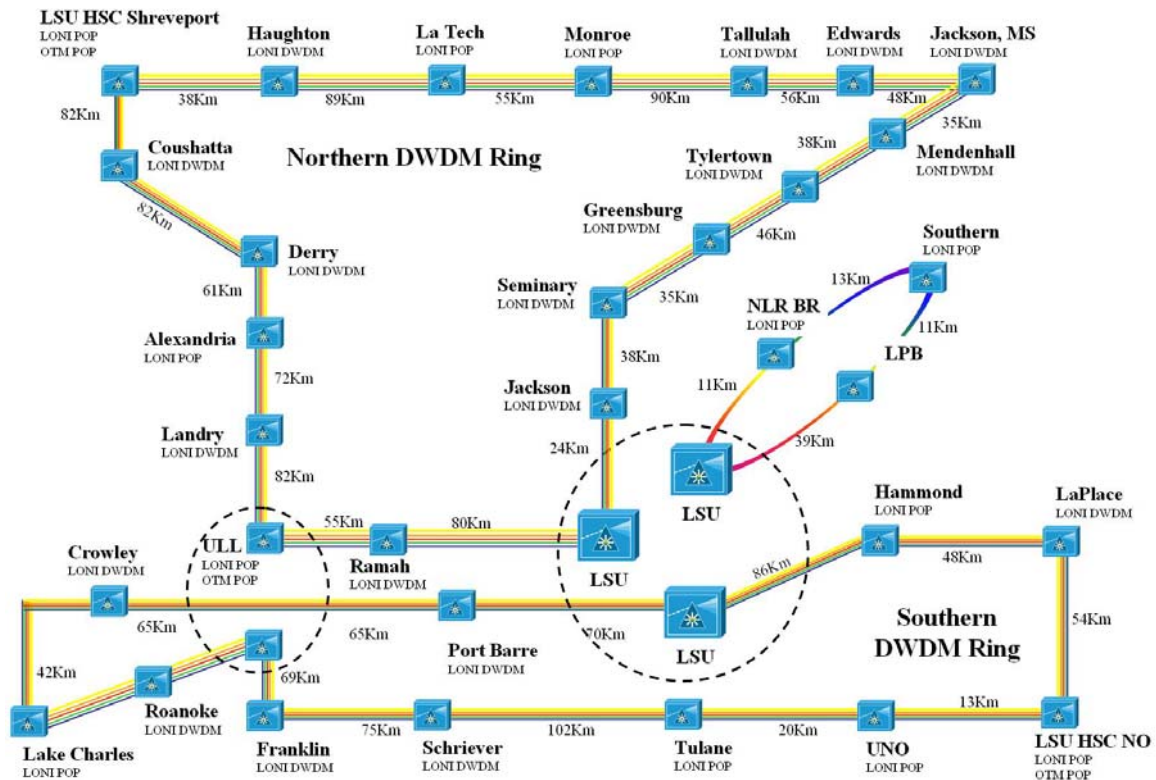 LSU HSC Shreveport
LONI POP
OTM POP
Haughton
LONI DWDM
La Tech
LONI POP
Monroe
LONI POP
Tallulah
LONI DWDM
Edwards
LONI DWDM
Jackson, MS
LONI DWDM
38Km
89Km
55Km
90Km
56Km
48Km
82Km
35Km
Coushatta
LONI DWDM
Northern DWDM Ring
38Km
Mendenhall
LONI DWDM
Tylertown
LONI DWDM
82Km
Greensburg
LONI DWDM
46Km
Southern
LONI POP
Derry
LONI DWDM
13Km
61Km
Seminary
LONI DWDM
35Km
NLR BR
LONI POP
11Km
Alexandria
LONI POP
38Km
LPB
72Km
Jackson
LONI DWDM
11Km
Landry
LONI DWDM
24Km
39Km
82Km
LSU
Hammond
LONI POP
LaPlace
LONI DWDM
55Km
80Km
ULL
LONI POP
OTM POP
Ramah
LONI DWDM
LSU
86Km
48Km
Crowley
LONI DWDM
65Km
65Km
70Km
54Km
Southern
DWDM Ring
Port Barre
LONI DWDM
LSU
42Km
69Km
Roanoke
LONI DWDM
13Km
75Km
102Km
20Km
Lake Charles
LONI POP
Franklin
LONI DWDM
Schriever
LONI DWDM
Tulane
LONI POP
UNO
LONI POP
LSU HSC NO
LONI POP
OTM POP